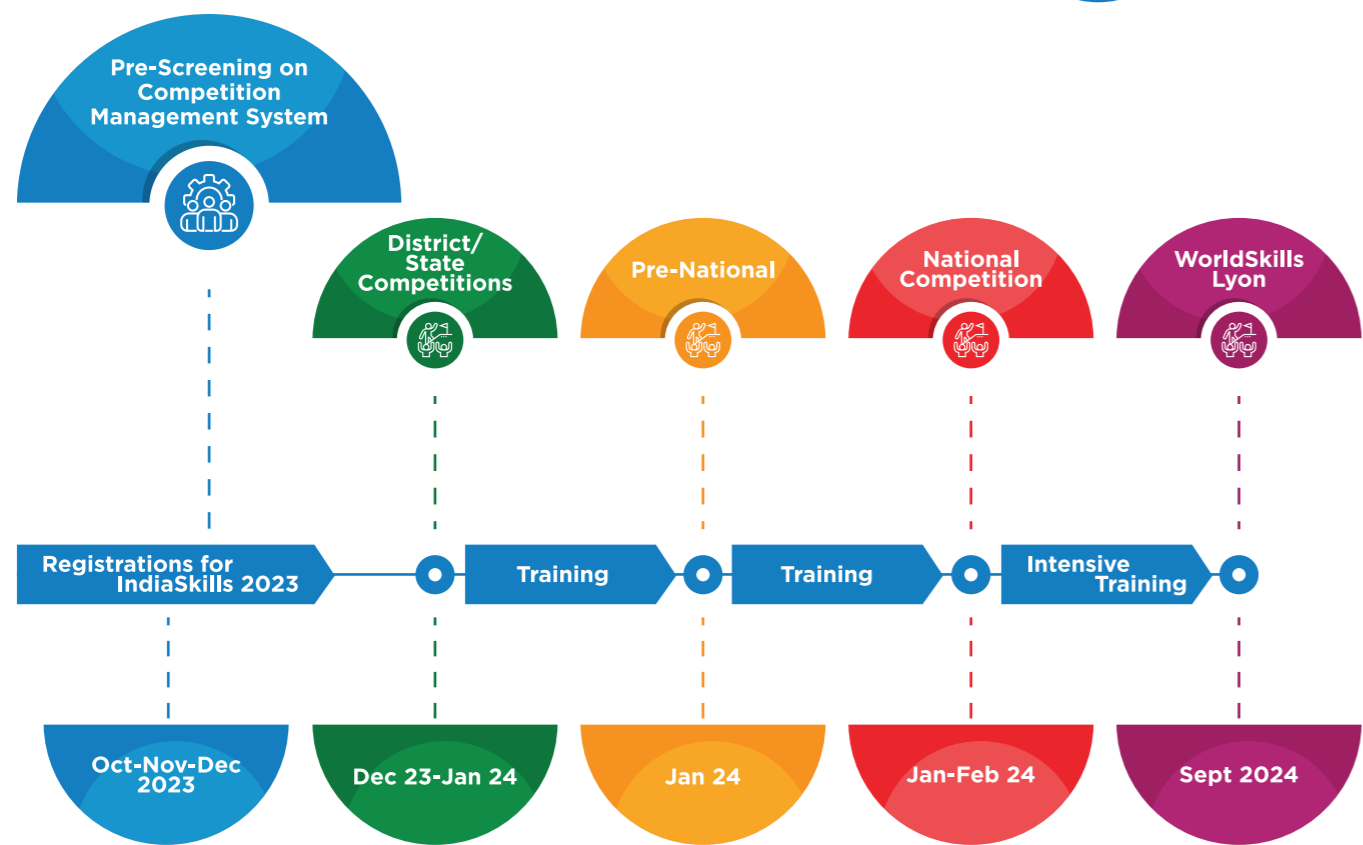 Pre-Screening on
Competition
Management System
District/
State
Competitions
Pre-National
National
Competition
WorldSkills
Lyon
Registrations for
IndiaSkills 2023
Training
Training
Intensive
Training
Oct-Nov-Dec
2023
Dec 23-Jan 24
Jan 24
Jan-Feb 24
Sept 2024